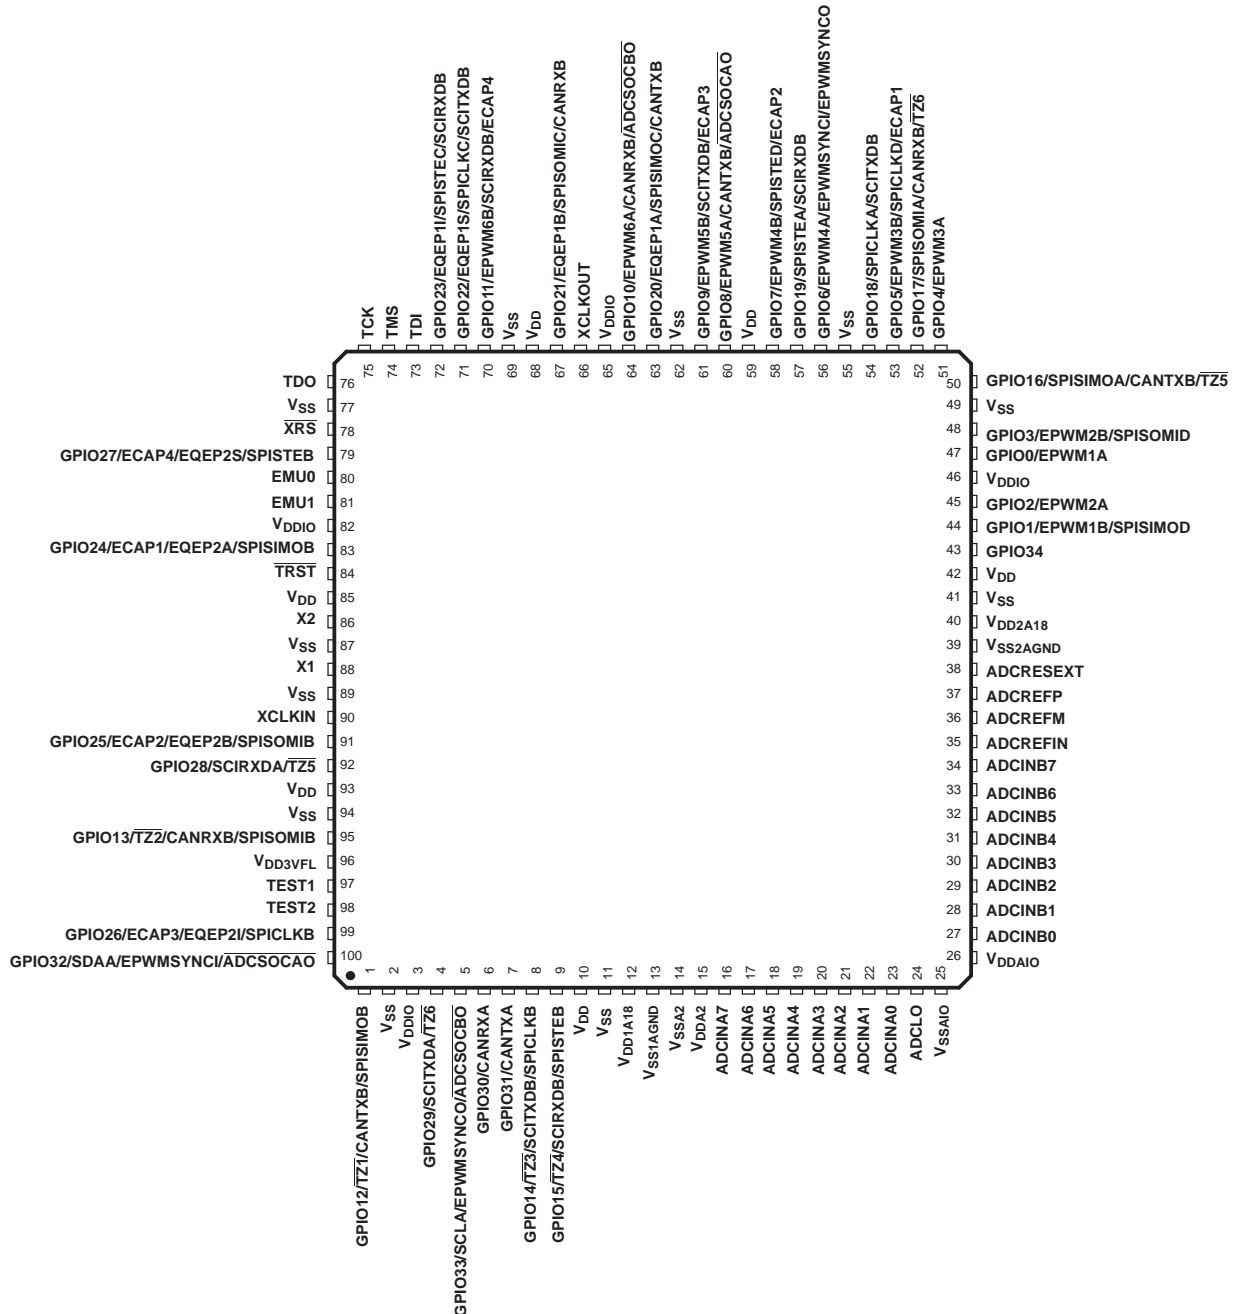 TCK
TMS
TDI
GPIO23/EQEP1I/SPISTEC/SCIRXDB
GPIO22/EQEP1S/SPICLKC/SCITXDB
GPIO11/EPWM6B/SCIRXDB/ECAP4
VSS
VDD
GPIO21/EQEP1B/SPISOMIC/CANRXB
XCLKOUT
VDDIO
GPIO10/EPWM6A/CANRXB/ADCSOCBO
GPIO20/EQEP1A/SPISIMOC/CANTXB
VSS
GPIO9/EPWM5B/SCITXDB/ECAP3
GPIO8/EPWM5A/CANTXB/ADCSOCAO
VDD
GPIO7/EPWM4B/SPISTED/ECAP2
GPIO19/SPISTEA/SCIRXDB
GPIO6/EPWM4A/EPWMSYNCI/EPWMSYNCO
VSS
GPIO18/SPICLKA/SCITXDB
GPIO5/EPWM3B/SPICLKD/ECAP1
GPIO17/SPISOMIA/CANRXB/TZ6
GPIO4/EPWM3A
75 74 73 72 71 70 69 68 67 66 65 64 63 62 61 60 59 58 57 56 55 54 53 52 51
TDO 76
VSS 77
XRS 78
GPIO27/ECAP4/EQEP2S/SPISTEB 79
EMU0 80
EMU1 81
VDDIO 82
GPIO24/ECAP1/EQEP2A/SPISIMOB 83
TRST 84
VDD 85
X2 86
VSS 87
X1 88
VSS 89
XCLKIN 90
GPIO25/ECAP2/EQEP2B/SPISOMIB 91
GPIO28/SCIRXDA/TZ5 92
VDD 93
VSS 94
GPIO13/TZ2/CANRXB/SPISOMIB 95
VDD3VFL 96
TEST1 97
TEST2 98
GPIO26/ECAP3/EQEP2I/SPICLKB 99
GPIO32/SDAA/EPWMSYNCI/ADCSOCAO 100
50 GPIO16/SPISIMOA/CANTXB/TZ5
49 VSS
48 GPIO3/EPWM2B/SPISOMID
47 GPIO0/EPWM1A
46 VDDIO
45 GPIO2/EPWM2A
44 GPIO1/EPWM1B/SPISIMOD
43 GPIO34
42 VDD
41 VSS
40 VDD2A18
39 VSS2AGND
38 ADCRESEXT
37 ADCREFP
36 ADCREFM
35 ADCREFIN
34 ADCINB7
33 ADCINB6
32 ADCINB5
31 ADCINB4
30 ADCINB3
29 ADCINB2
28 ADCINB1
27 ADCINB0
26 VDDAIO
1 2 3 4 5 6 7 8 9 10 11 12 13 14 15 16 17 18 19 20 21 22 23 24 25
GPIO12/TZ1/CANTXB/SPISIMOB
VSS
VDDIO
GPIO29/SCITXDA/TZ6
GPIO33/SCLA/EPWMSYNCO/ADCSOCBO
GPIO30/CANRXA
GPIO31/CANTXA
GPIO14/TZ3/SCITXDB/SPICLKB
GPIO15/TZ4/SCIRXDB/SPISTEB
VDD
VSS
VDD1A18
VSS1AGND
VSSA2
VDDA2
ADCINA7
ADCINA6
ADCINA5
ADCINA4
ADCINA3
ADCINA2
ADCINA1
ADCINA0
ADCLO
VSSAIO